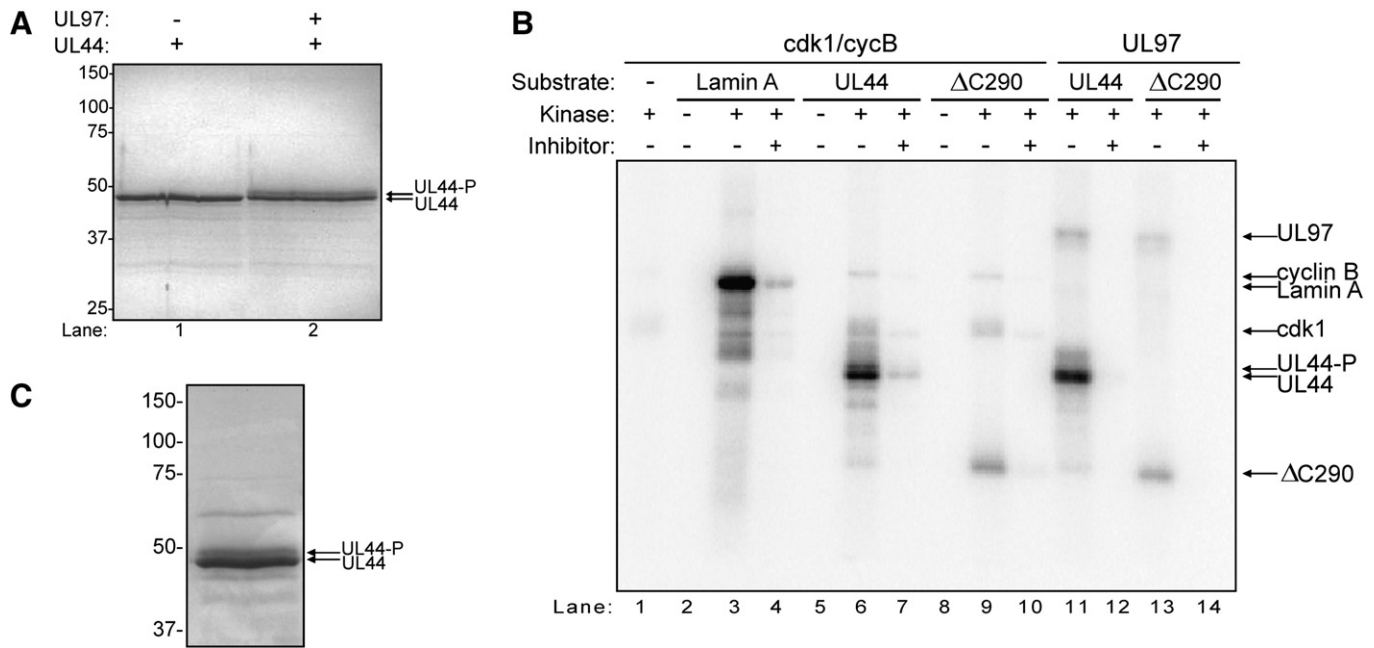 A
UL97: - +
UL44: + +
150-
100-
75-
50-
37-
25-
UL44-P
UL44
Lane: 1 2
B
cdk1/cycB UL97
Substrate: - Lamin A UL44 ΔC290 UL44 ΔC290
Kinase: + - + + - + + - + + + + + +
Inhibitor: - - - + - - + - - + - + - +
UL97
cyclin B
Lamin A
cdk1
UL44-P
UL44
ΔC290
Lane: 1 2 3 4 5 6 7 8 9 10 11 12 13 14
C
150-
100-
75-
50-
37-
UL44-P
UL44